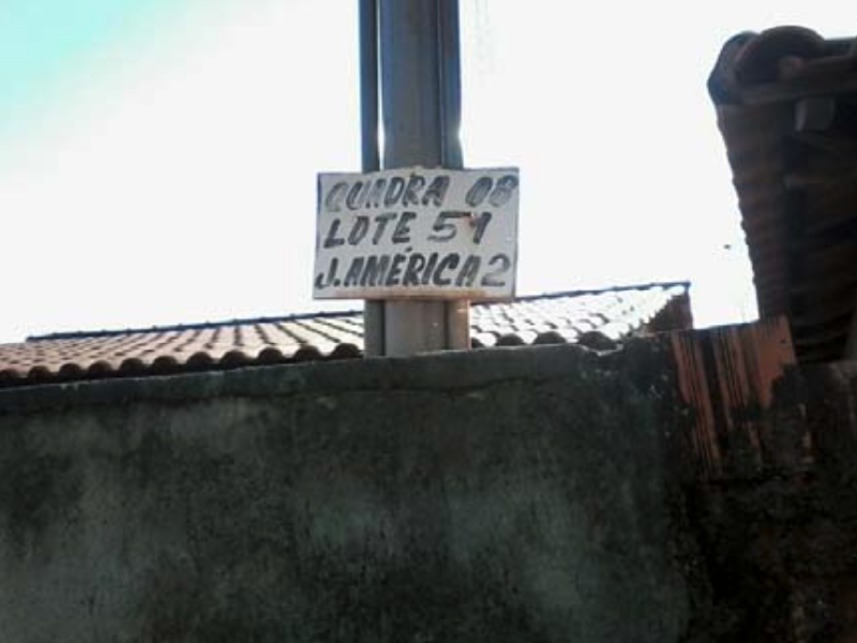 QUADRA 08
LOTE 51
J.AMÉRICA 2